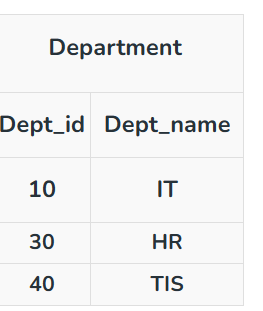 Department
Dept_id Dept_name
10 IT
30 HR
40 TIS